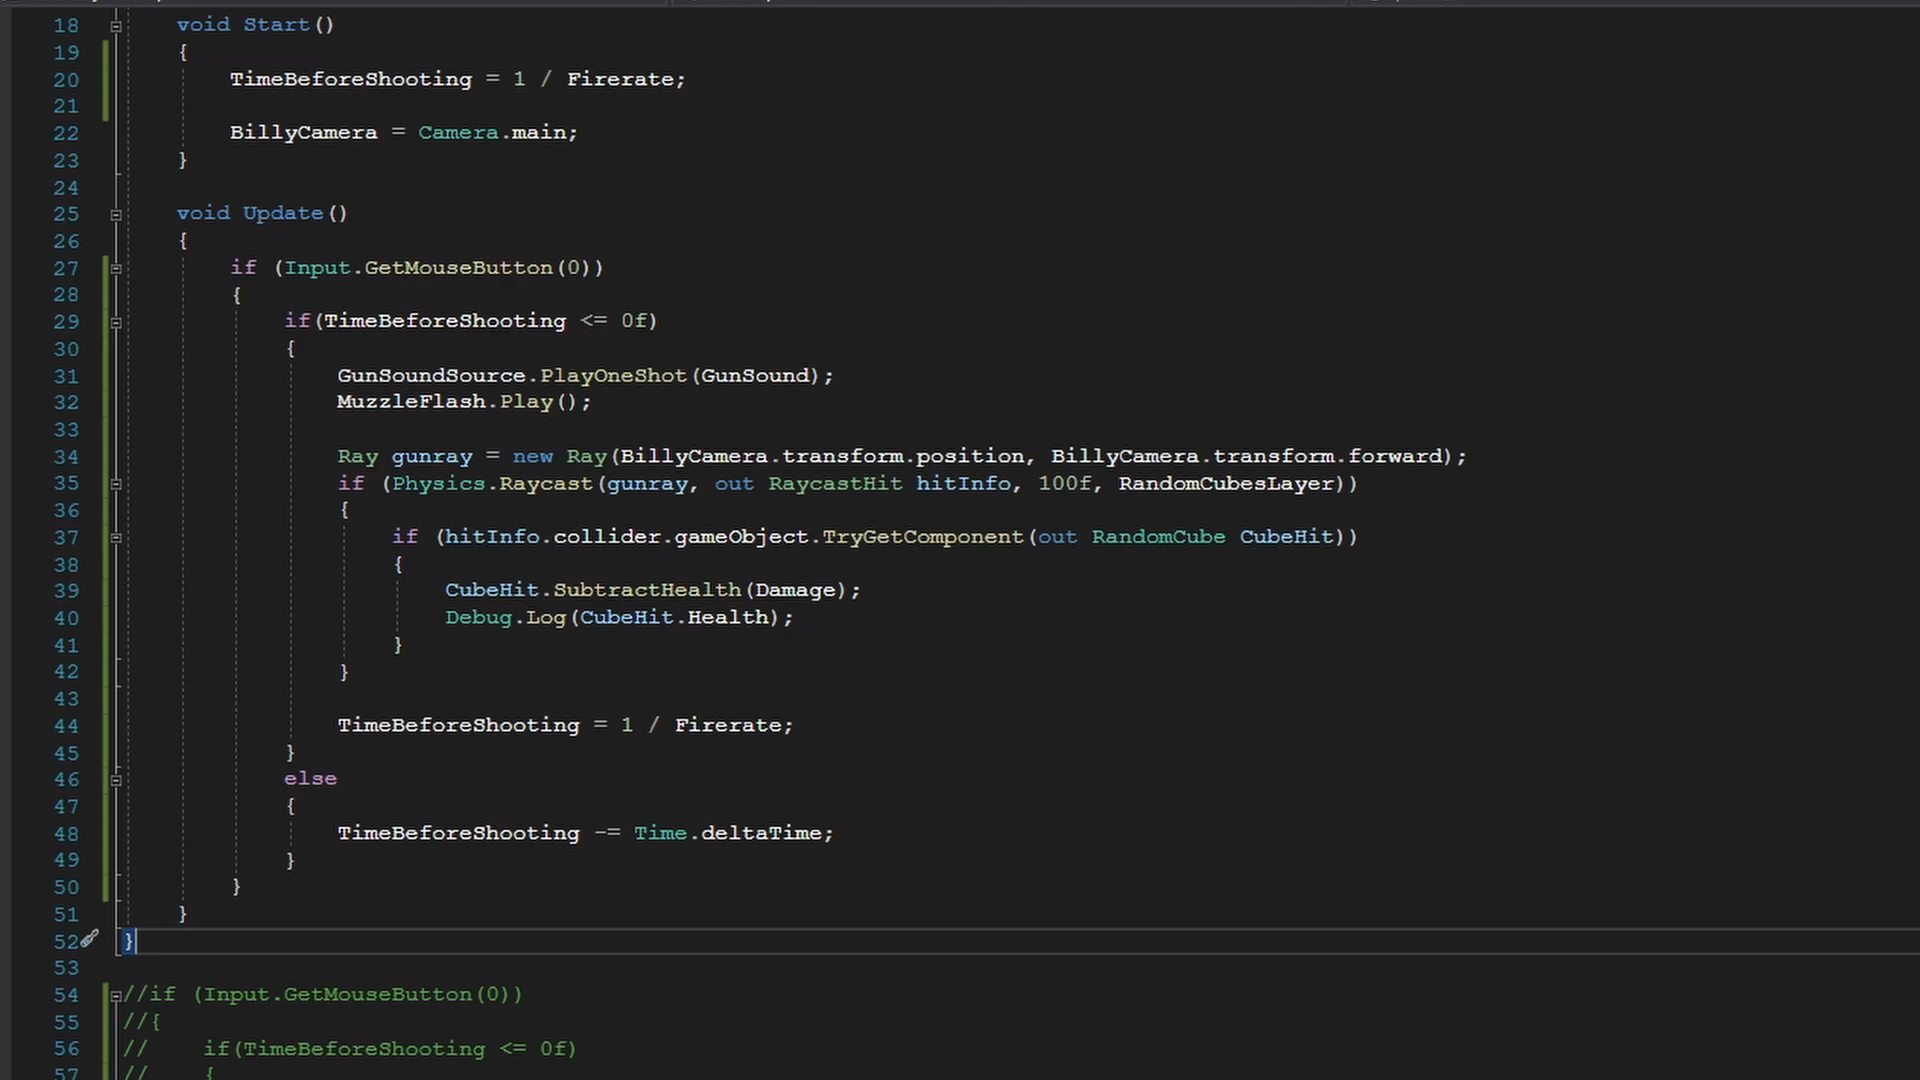 18 void Start()
19 {
20 TimeBeforeShooting = 1 / Firerate;
21
22 BillyCamera = Camera.main;
23 }
24
25 void Update()
26 {
27 if (Input.GetMouseButton(0))
28 {
29 if(TimeBeforeShooting <= 0f)
30 {
31 GunSoundSource.PlayOneShot(GunSound);
32 MuzzleFlash.Play();
33
34 Ray gunray = new Ray(BillyCamera.transform.position, BillyCamera.transform.forward);
35 if (Physics.Raycast(gunray, out RaycastHit hitInfo, 100f, RandomCubesLayer))
36 {
37 if (hitInfo.collider.gameObject.TryGetComponent(out RandomCube CubeHit))
38 {
39 CubeHit.SubtractHealth(Damage);
40 Debug.Log(CubeHit.Health);
41 }
42 }
43
44 TimeBeforeShooting = 1 / Firerate;
45 }
46 else
47 {
48 TimeBeforeShooting -= Time.deltaTime;
49 }
50 }
51 }
52 }
53
54 //if (Input.GetMouseButton(0))
55 //{
56 // if(TimeBeforeShooting <= 0f)
57 // {